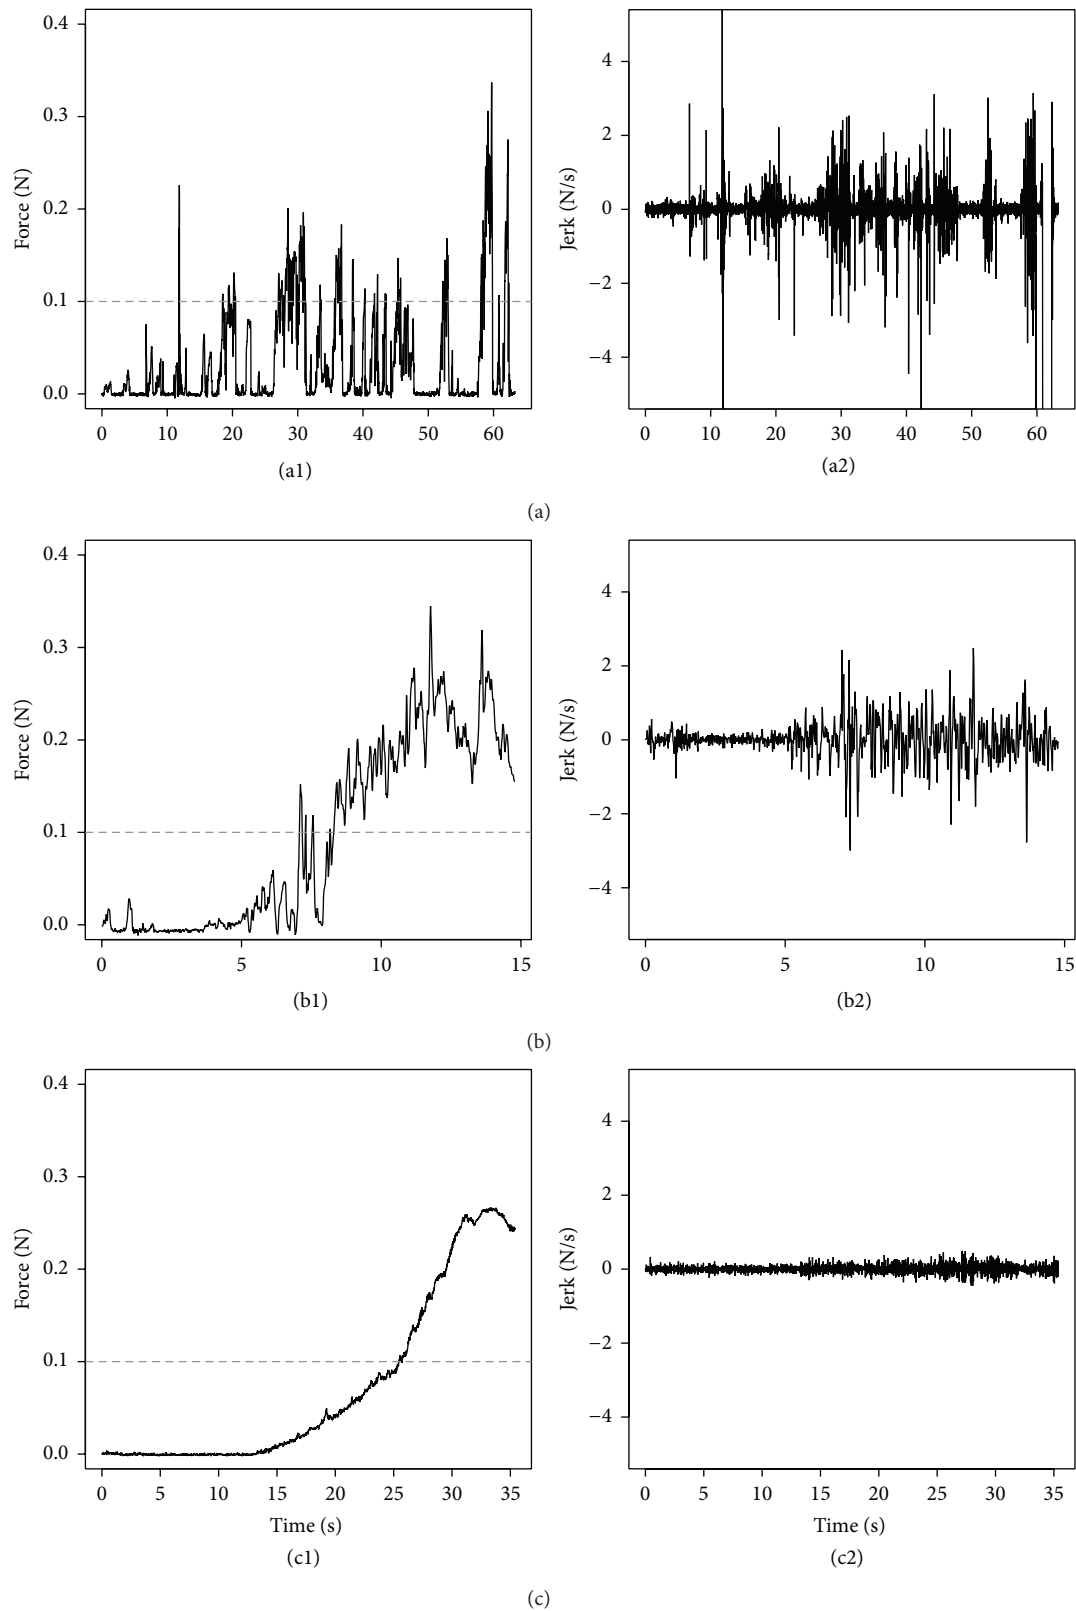 Force (N)
0.4
0.3
0.2
0.1
0.0
0 10 20 30 40 50 60
(a1)
Jerk (N/s)
4
2
0
−2
−4
0 10 20 30 40 50 60
(a2)
(a)
Force (N)
0.4
0.3
0.2
0.1
0.0
0 5 10 15
(b1)
Jerk (N/s)
4
2
0
−2
−4
0 5 10 15
(b2)
(b)
Force (N)
0.4
0.3
0.2
0.1
0.0
0 5 10 15 20 25 30 35
Time (s)
(c1)
Jerk (N/s)
4
2
0
−2
−4
0 5 10 15 20 25 30 35
Time (s)
(c2)
(c)